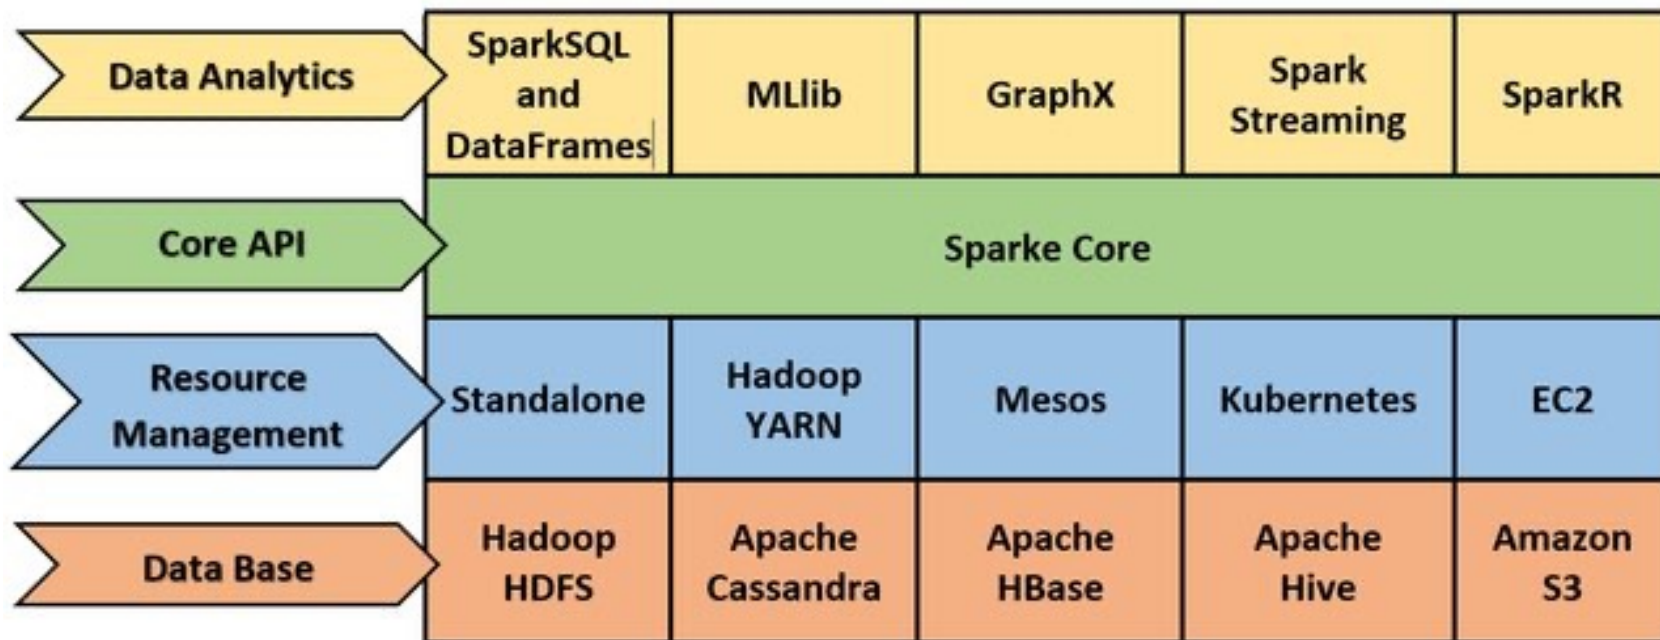 Data Analytics
SparkSQL
and
DataFrames
MLlib
GraphX
Spark
Streaming
SparkR
Core API
Sparke Core
Resource
Management
Standalone
Hadoop
YARN
Mesos
Kubernetes
EC2
Data Base
Hadoop
HDFS
Apache
Cassandra
Apache
HBase
Apache
Hive
Amazon
S3